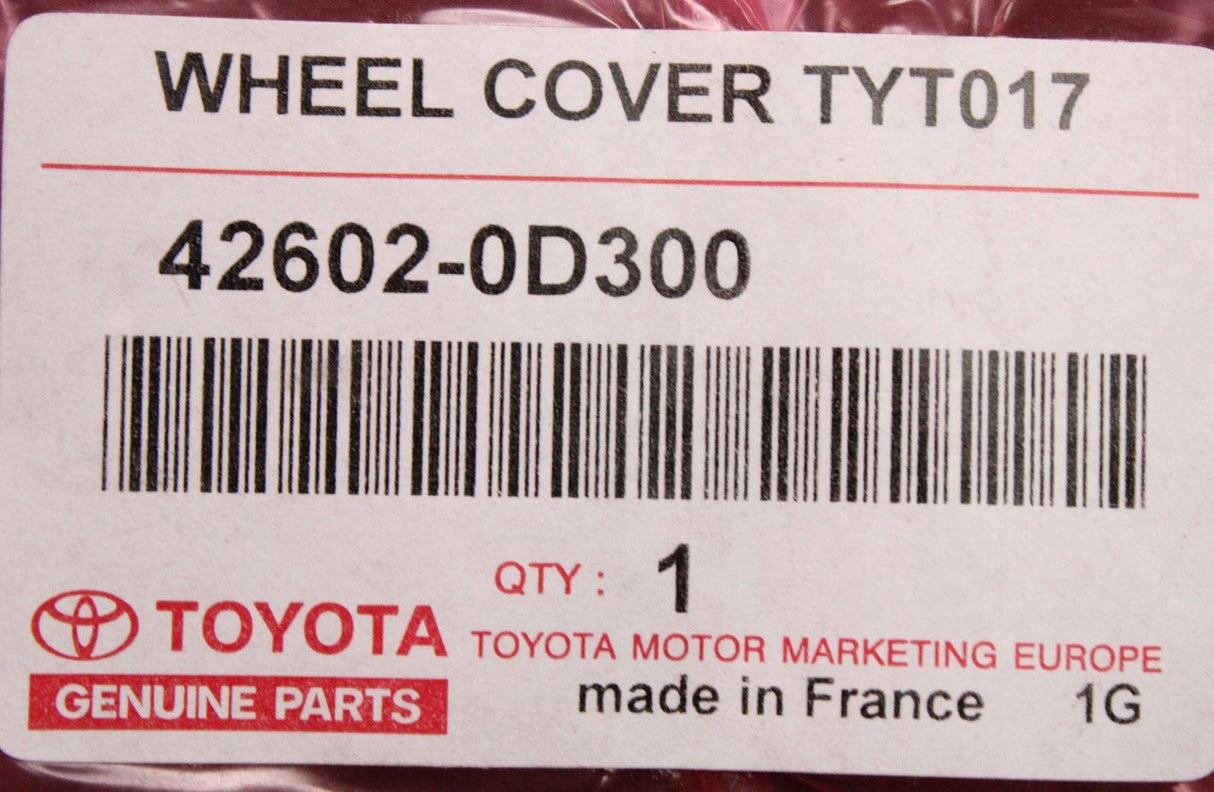 WHEEL COVER TYT017
42602-0D300
QTY : 1
TOYOTA
TOYOTA MOTOR MARKETING EUROPE
GENUINE PARTS
made in France 1G